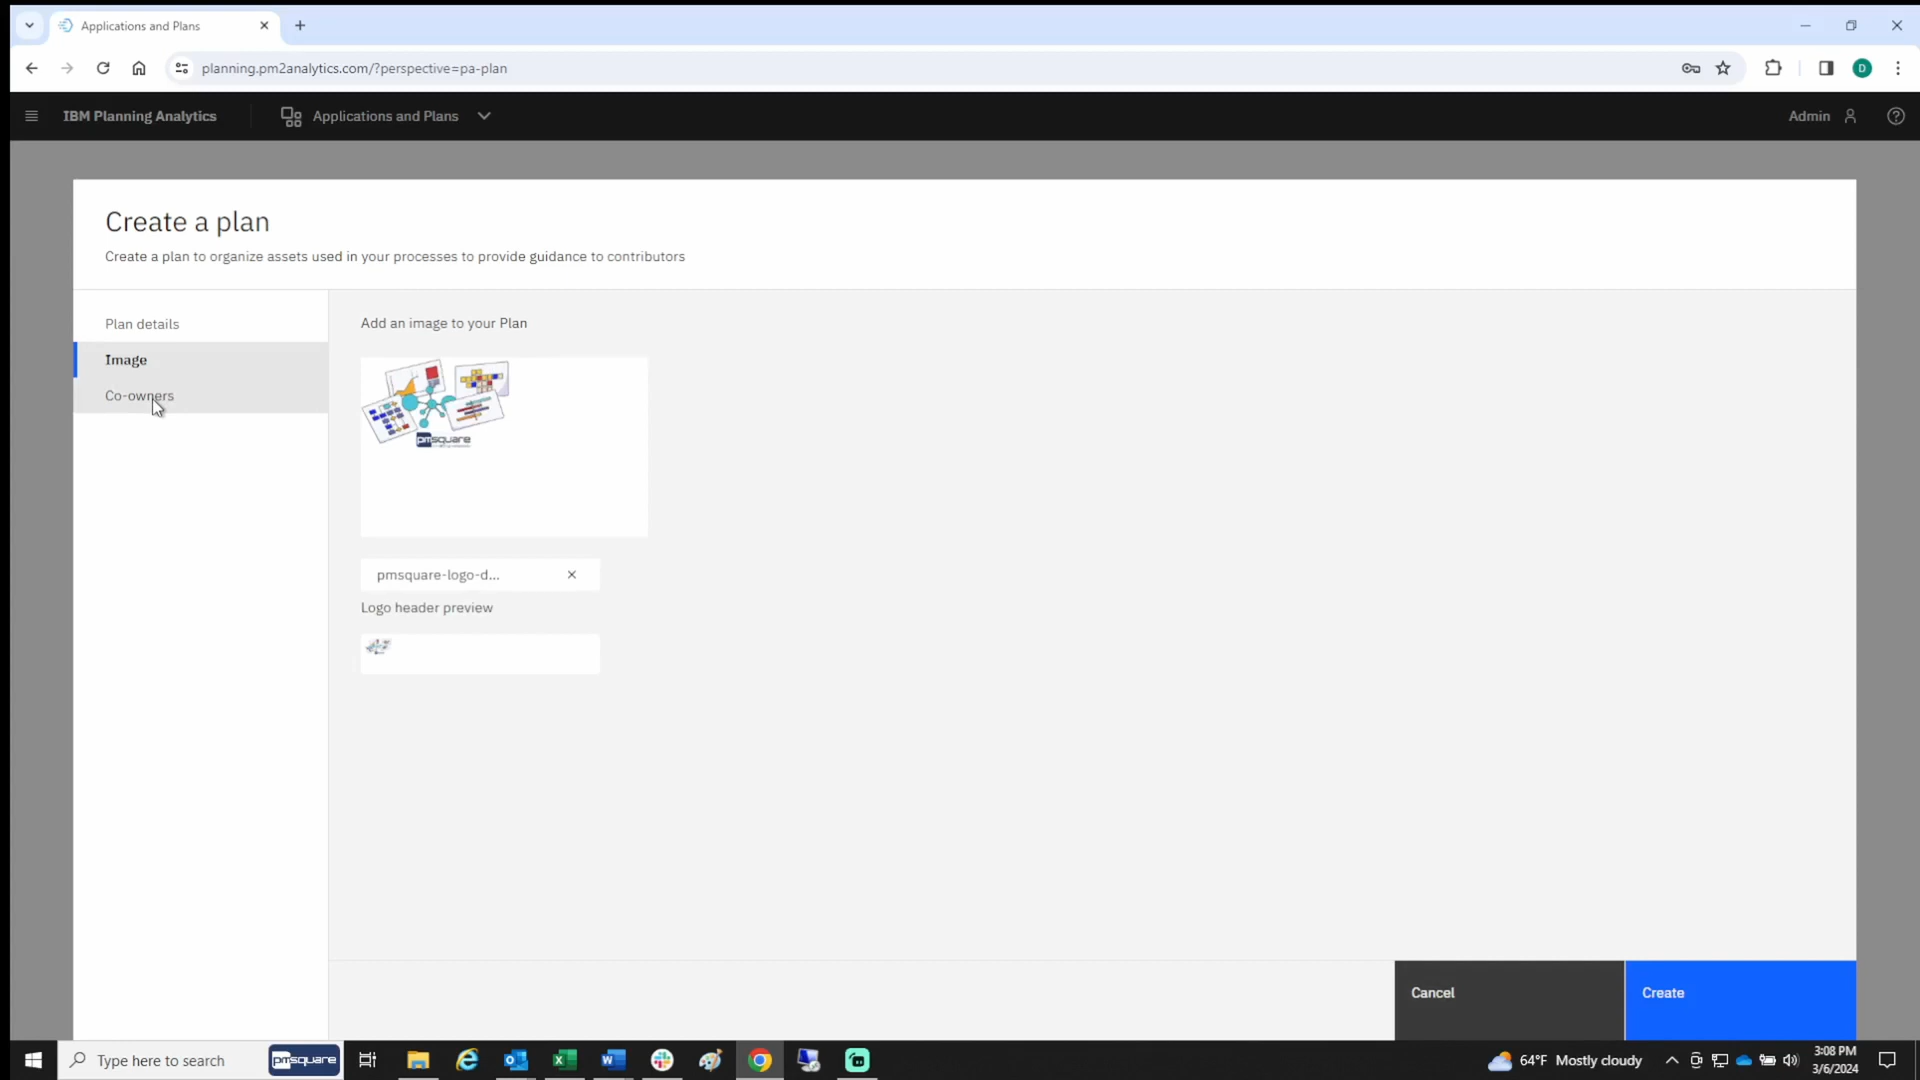 Applications and Plans
planning.pm2analytics.com/?perspective=pa-plan
D
IBM Planning Analytics
Applications and Plans
Admin
Create a plan
Create a plan to organize assets used in your processes to provide guidance to contributors
Plan details
Image
Co-owners
Add an image to your Plan
pmsquare
pmsquare-logo-d...
Logo header preview
Cancel
Create
Type here to search
pmsquare
64°F Mostly cloudy
3:08 PM
3/6/2024